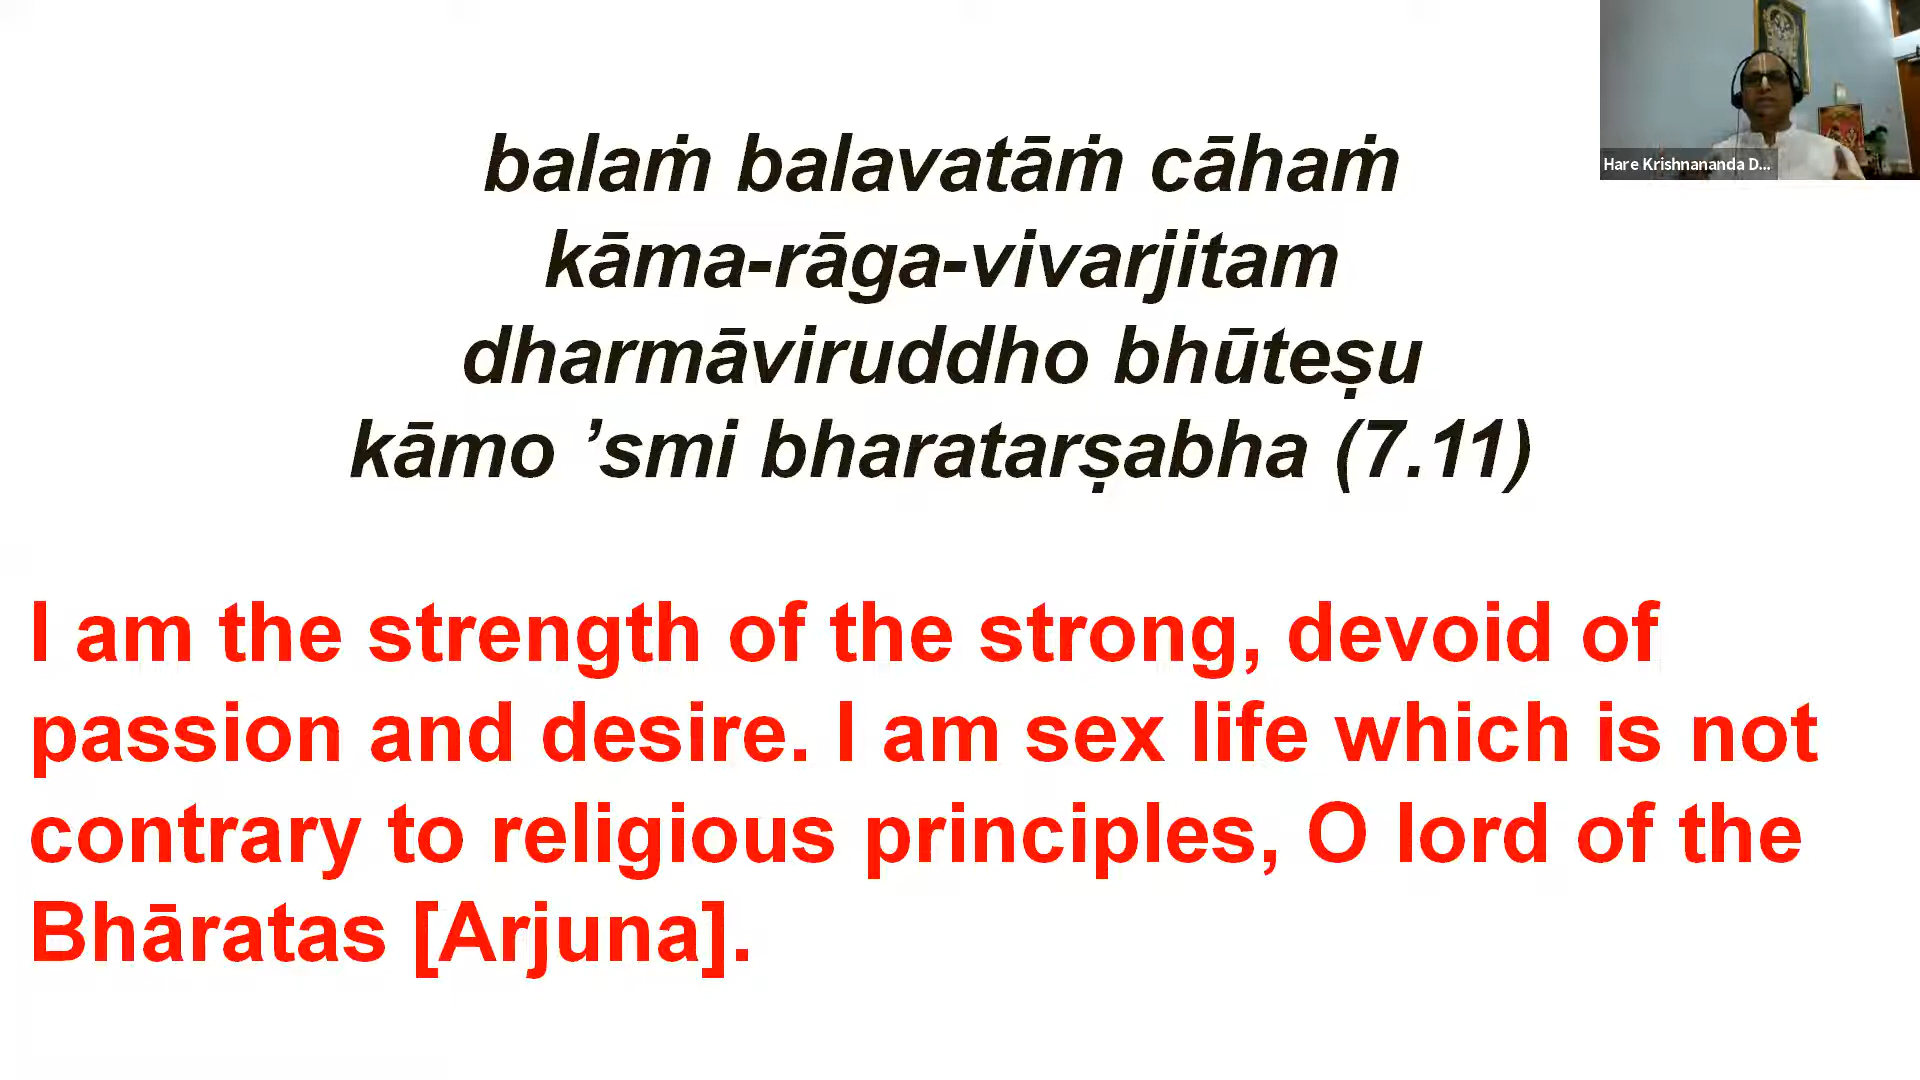 balaṁ balavatāṁ cāhaṁ
kāma-rāga-vivarjitam
dharmāviruddho bhūteṣu
kāmo ’smi bharatarṣabha (7.11)
I am the strength of the strong, devoid of
passion and desire. I am sex life which is not
contrary to religious principles, O lord of the
Bhāratas [Arjuna].
Hare Krishnananda D...